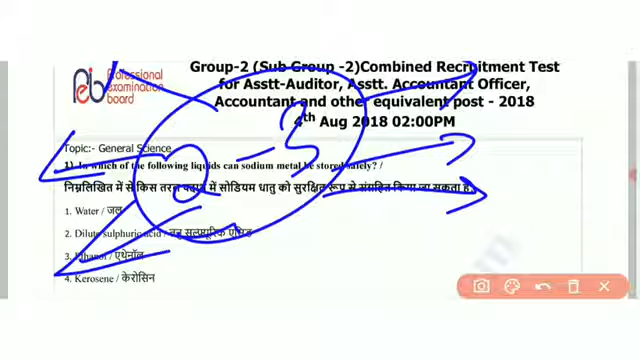 Group-2 (Sub Group -2)Combined Recruitment Test
Professional
for Asstt-Auditor, Asstt. Accountant Officer,
examination
Accountant and other equivalent post - 2018
board
4th Aug 2018 02:00PM
Topic:- General Science
2-3
1) In which of the following liquids can sodium metal be stored safely? /
निम्नलिखित में से किस तरल पदार्थ में सोडियम धातु को सुरक्षित रूप से संग्रहित किया जा सकता है
1. Water / जल
2. Dilute sulphuric acid / तनु सल्फ्यूरिक एसिड
3. Ethanol / एथेनॉल
4. Kerosene / केरोसिन